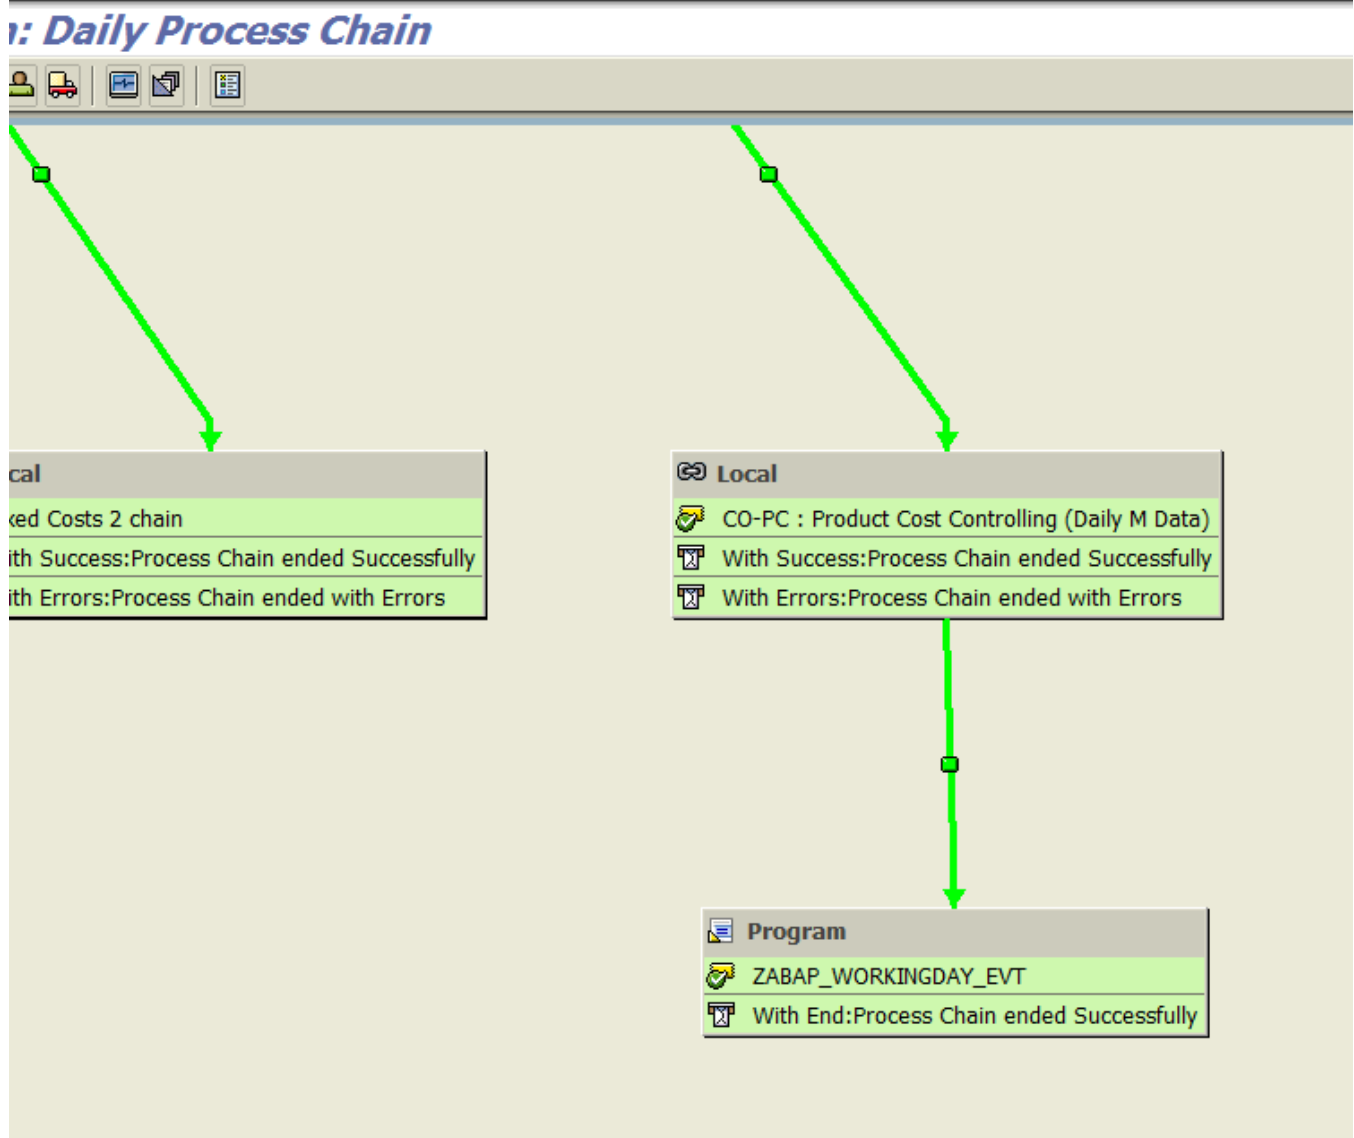 : Daily Process Chain
cal
xed Costs 2 chain
ith Success:Process Chain ended Successfully
ith Errors:Process Chain ended with Errors
Local
CO-PC : Product Cost Controlling (Daily M Data)
With Success:Process Chain ended Successfully
With Errors:Process Chain ended with Errors
Program
ZABAP_WORKINGDAY_EVT
With End:Process Chain ended Successfully